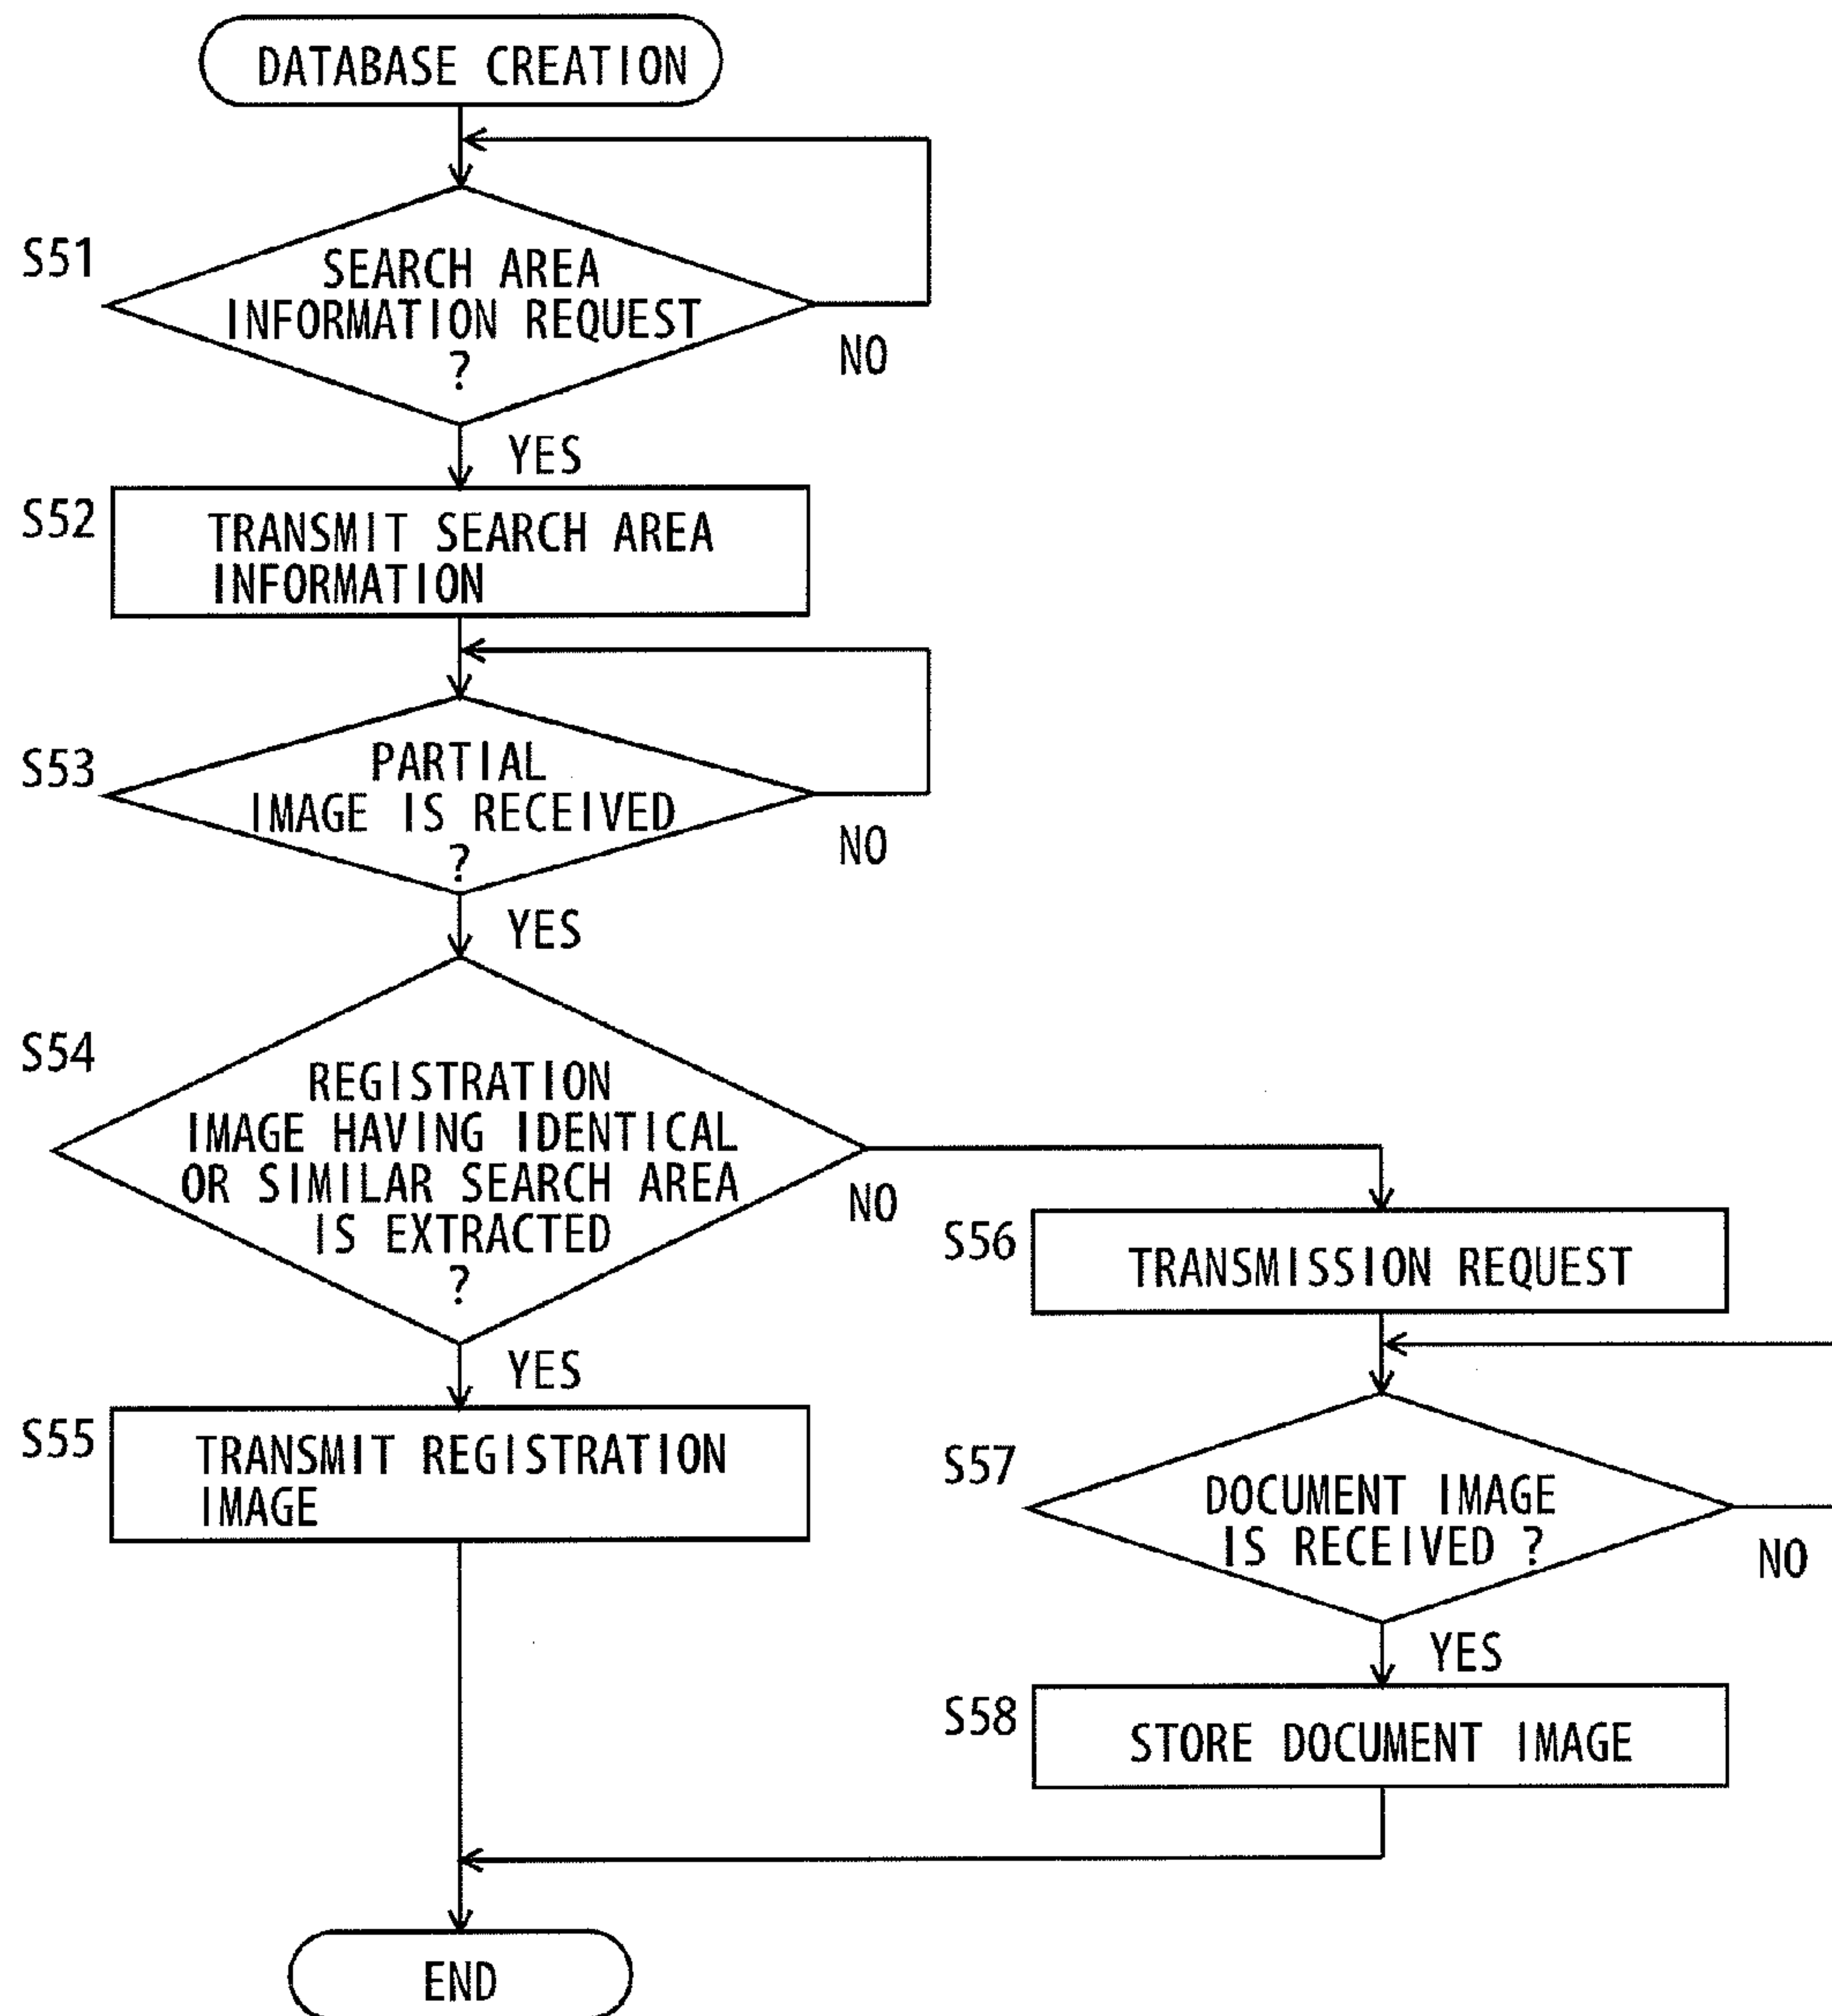 DATABASE CREATION
S51
SEARCH AREA
INFORMATION REQUEST
?
NO
YES
S52
TRANSMIT SEARCH AREA
INFORMATION
S53
PARTIAL
IMAGE IS RECEIVED
?
NO
YES
S54
REGISTRATION
IMAGE HAVING IDENTICAL
OR SIMILAR SEARCH AREA
IS EXTRACTED
?
NO
YES
S55
TRANSMIT REGISTRATION
IMAGE
S56
TRANSMISSION REQUEST
S57
DOCUMENT IMAGE
IS RECEIVED ?
NO
YES
S58
STORE DOCUMENT IMAGE
END